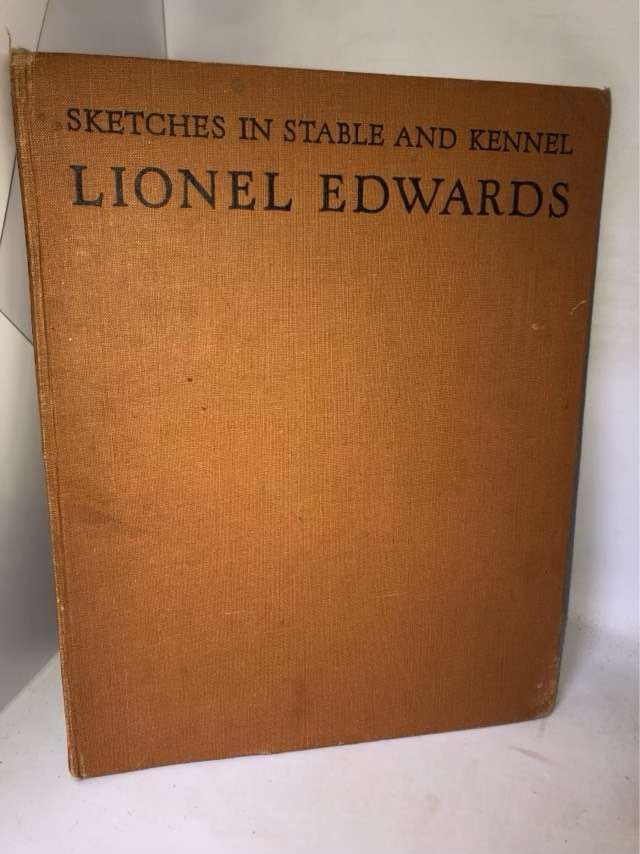 SKETCHES IN STABLE AND KENNEL
LIONEL EDWARDS